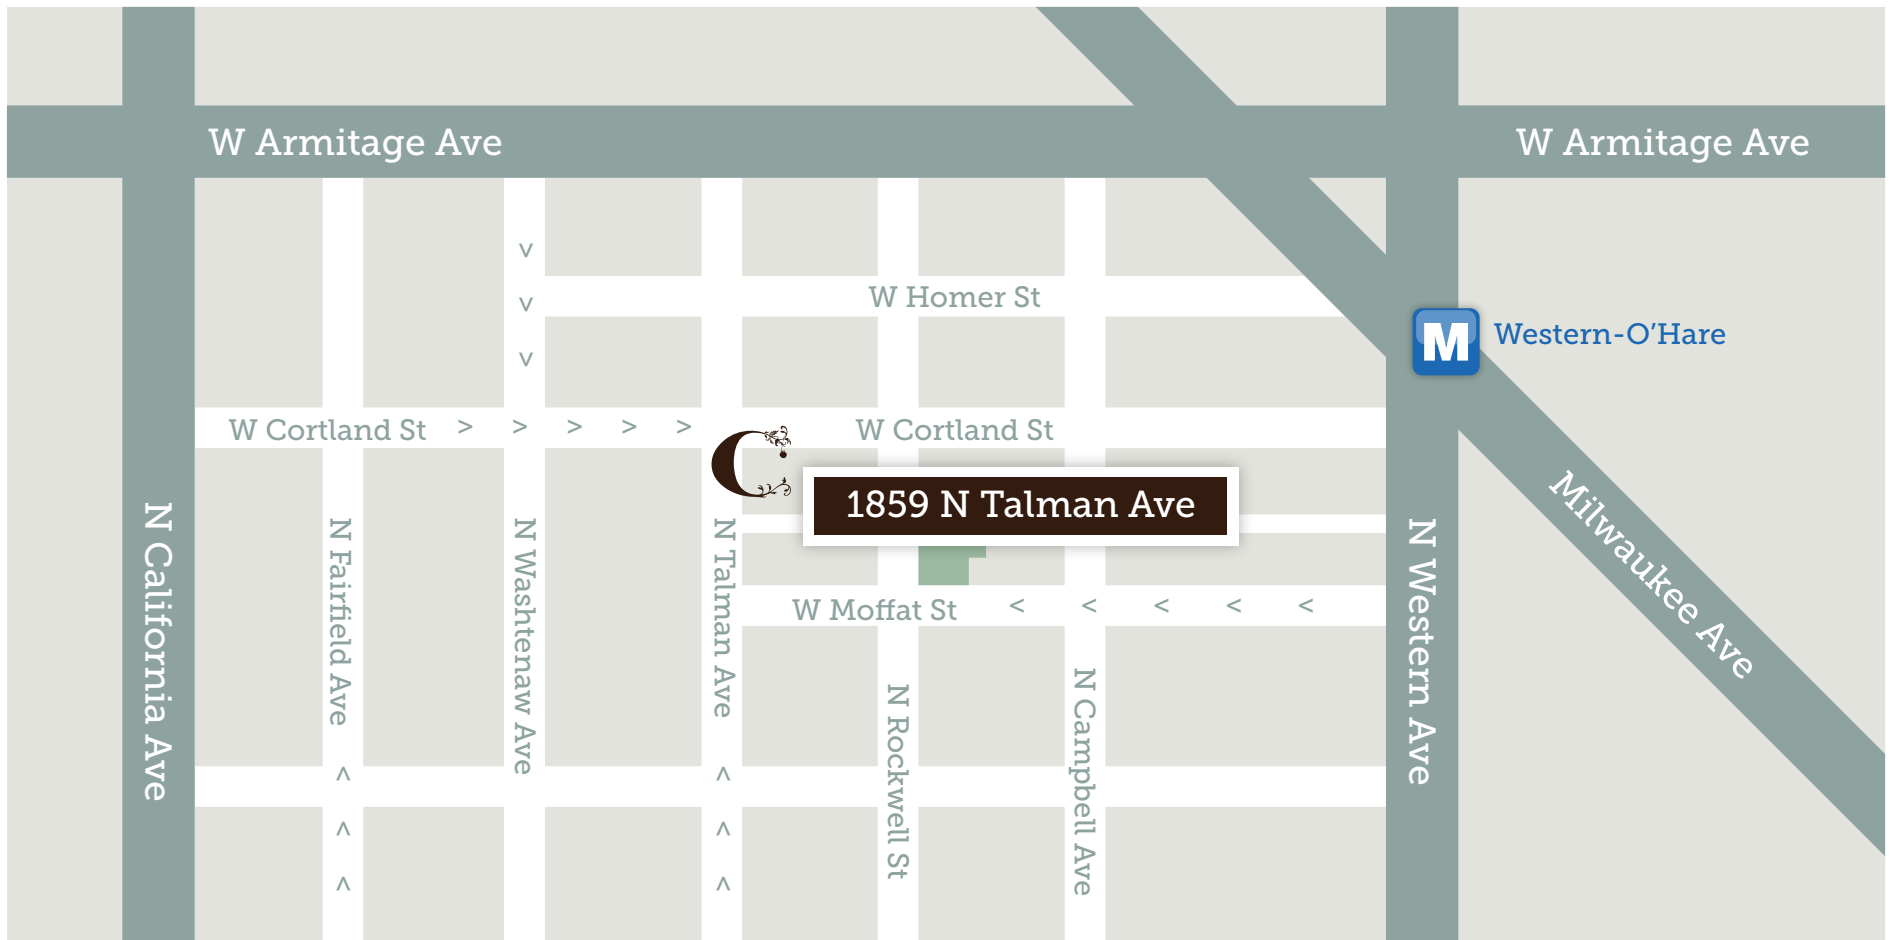 W Armitage Ave
W Armitage Ave
W Homer St
Western-O’Hare
M
W Cortland St > > > > >
W Cortland St
C
1859 N Talman Ave
W Moffat St < < < < <
N California Ave
N Fairfield Ave
N Washtenaw Ave
N Talman Ave
N Rockwell St
N Campbell Ave
N Western Ave
Milwaukee Ave